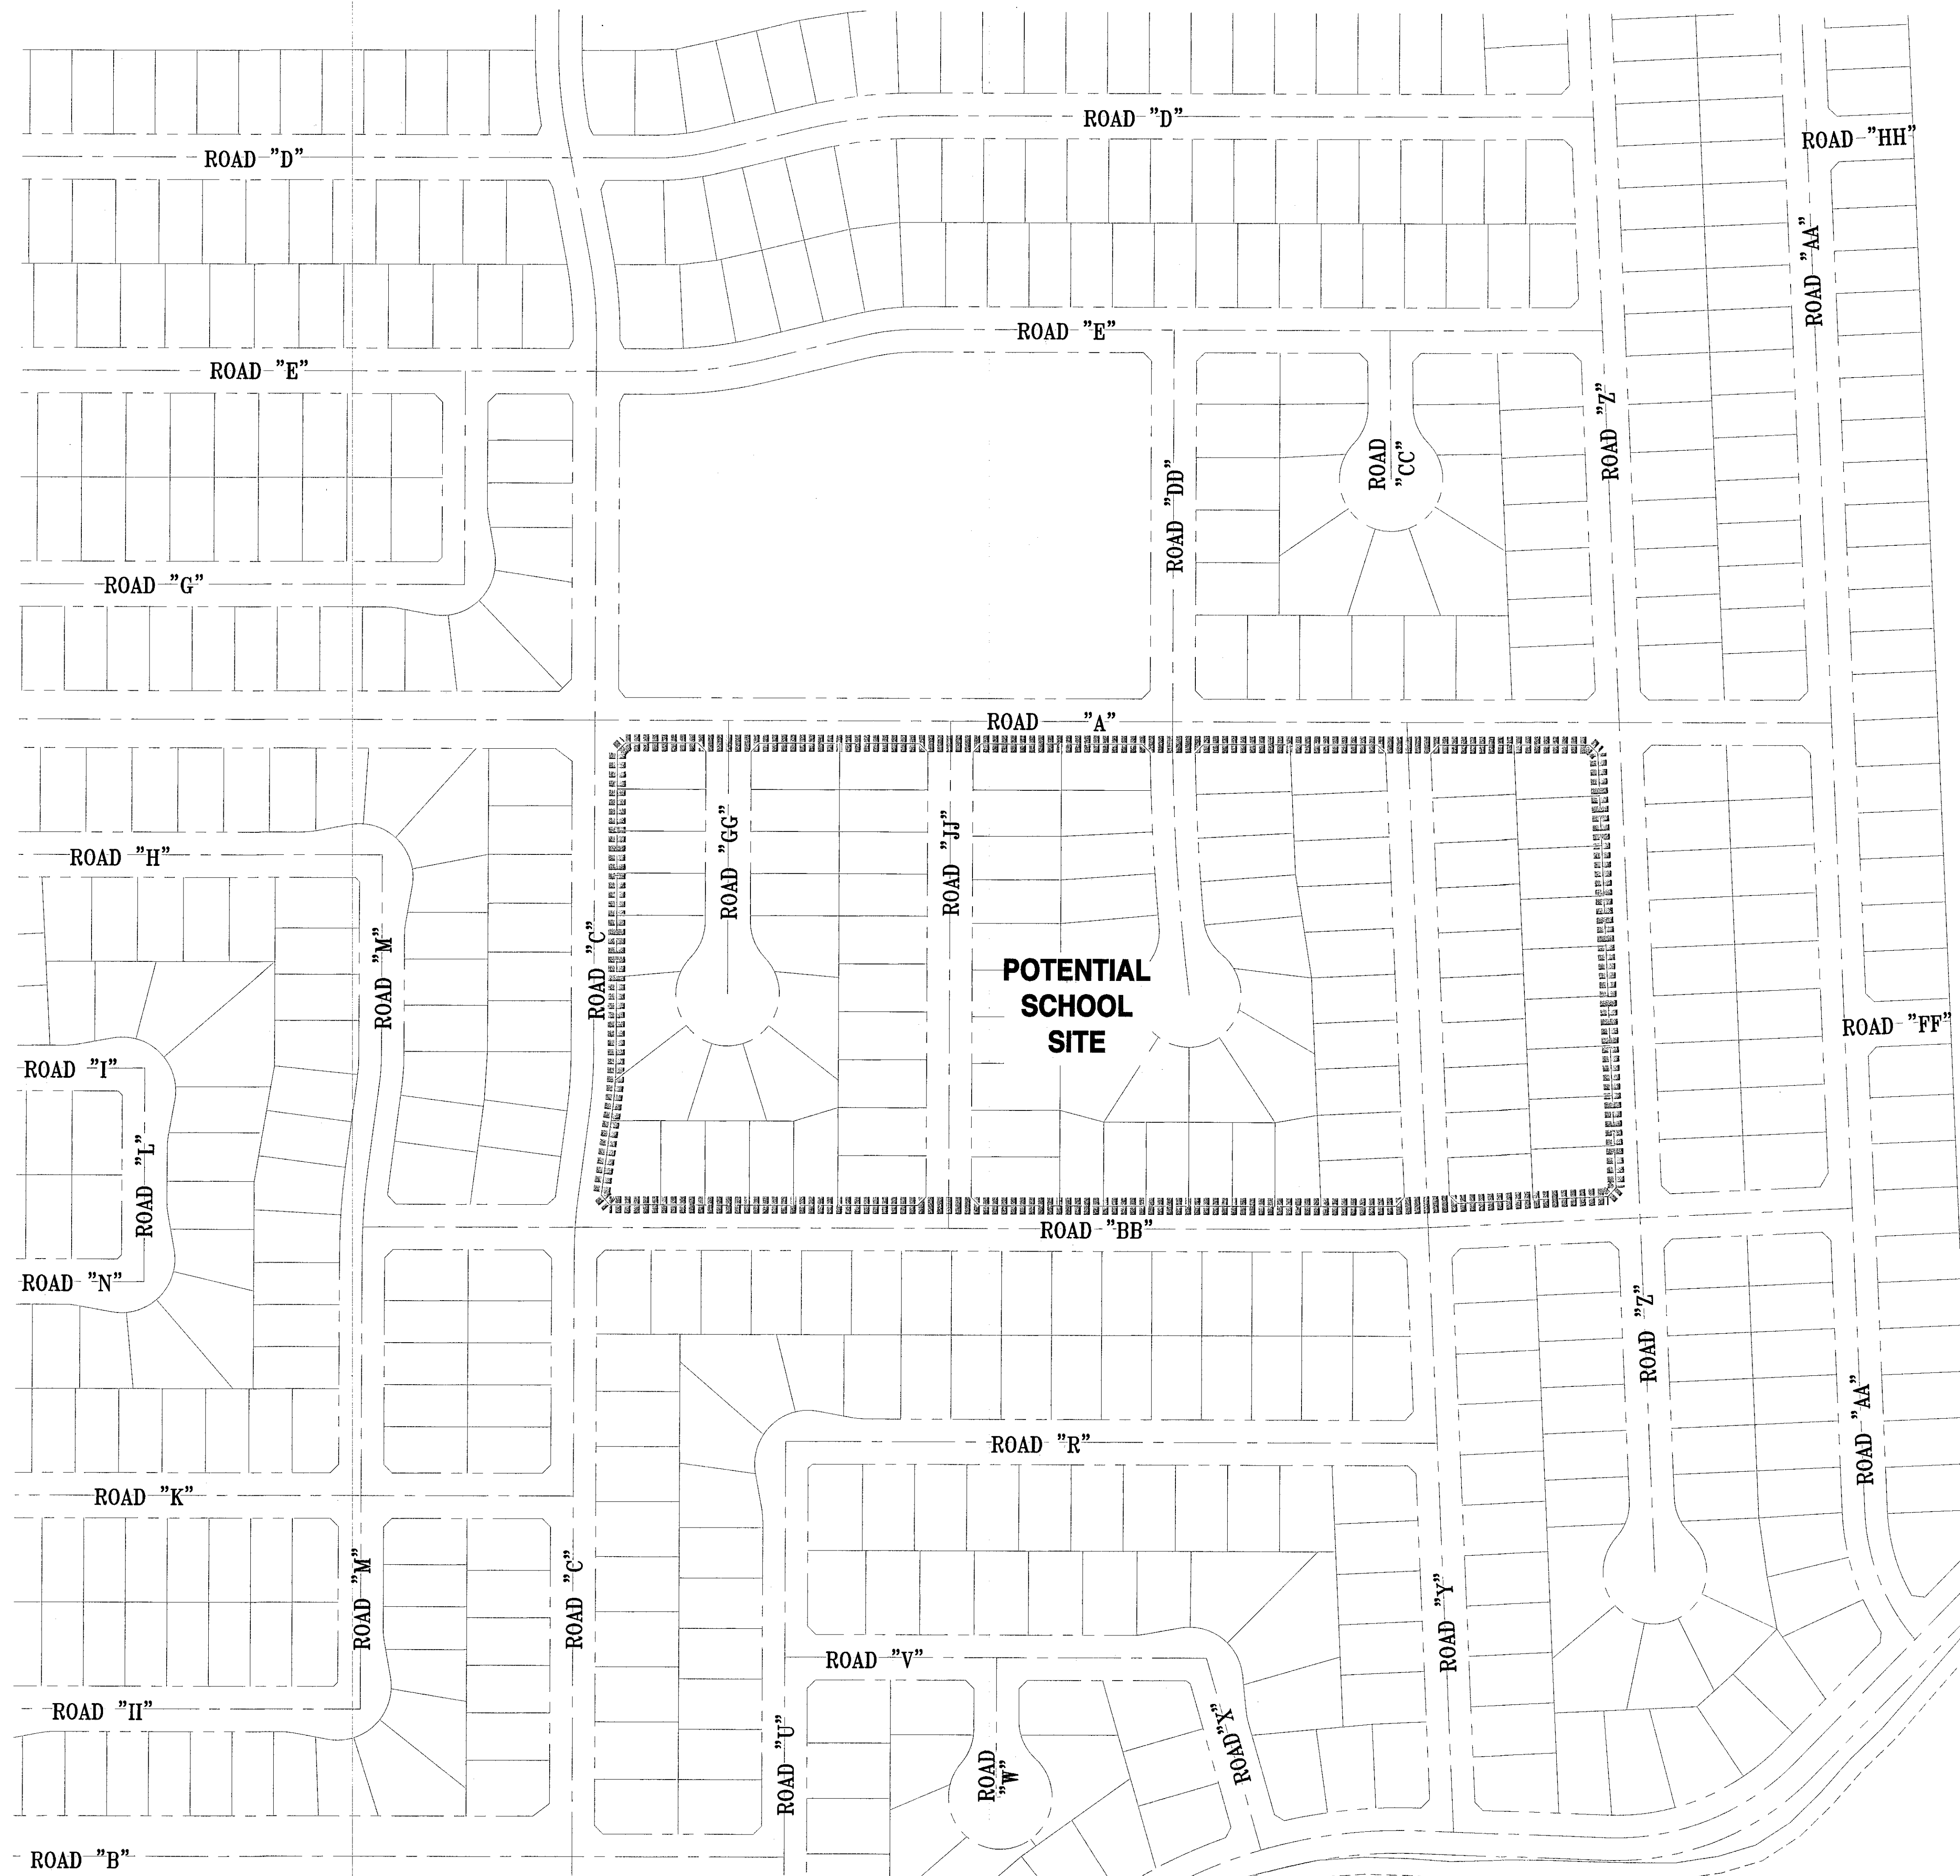 ROAD "D"
ROAD "D"
ROAD "HH"
ROAD "AA"
ROAD "E"
ROAD "E"
ROAD "Z"
ROAD
"CC"
ROAD "DD"
ROAD "G"
ROAD "A"
ROAD "GG"
ROAD "JJ"
ROAD "H"
ROAD "M"
ROAD "C"
POTENTIAL
SCHOOL
SITE
ROAD "FF"
ROAD "I"
ROAD "L"
ROAD "BB"
ROAD "N"
ROAD "Z"
ROAD "AA"
ROAD "R"
ROAD "K"
ROAD "M"
ROAD "C"
ROAD "Y"
ROAD "V"
ROAD "II"
ROAD "U"
ROAD
"W"
ROAD "X"
ROAD "B"